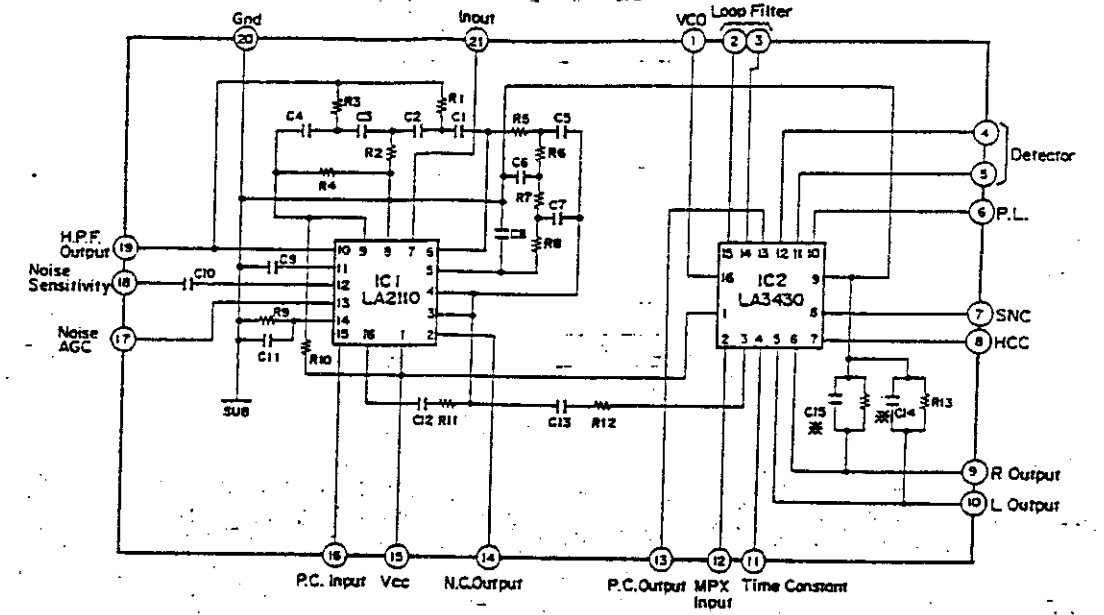 Gnd
Input
VCO
Loop Filter
20
21
1
2
3
C4
R3
C3
C2
R1
C1
R5
C5
R2
R6
4
Detector
C6
R4
R7
5
C7
6
P.L.
C8
R8
H.P.F.
Output
19
10 9 8 7 6
15 14 13 12 11 10
C9
11
5
Noise
Sensitivity
18
C10
12
IC1
LA2110
4
16
IC2
LA3430
9
13
3
1
8
7
SNC
Noise
AGC
17
R9
14
15
16
1
2
2 3 4 5 6
7
8
HCC
C11
R10
SUB
C12
R11
C13
R12
C15
※
C14
※
R13
9
R Output
10
L Output
16
15
14
13
12
11
P.C. Input
Vcc
N.C.Output
P.C.Output
MPX
Input
Time Constant